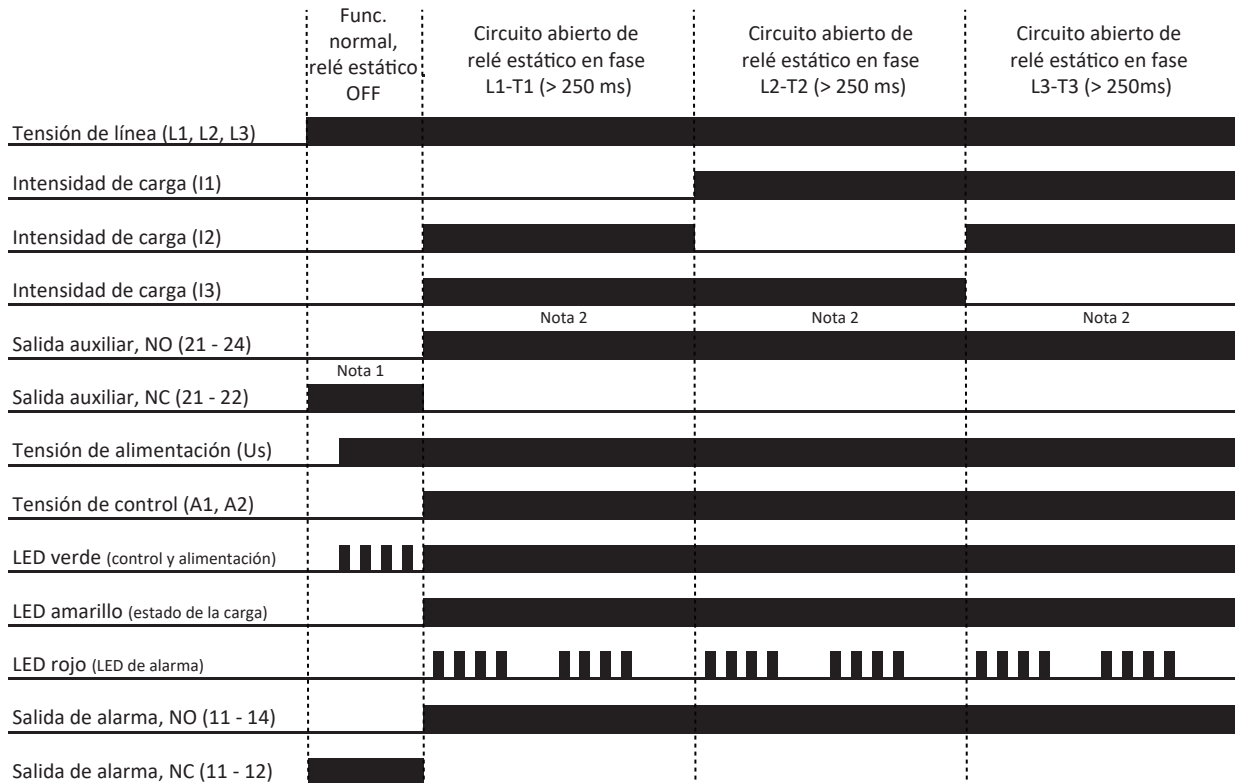 Func.
normal,
relé estático
OFF
Circuito abierto de
relé estático en fase
L1-T1 (> 250 ms)
Circuito abierto de
relé estático en fase
L2-T2 (> 250 ms)
Circuito abierto de
relé estático en fase
L3-T3 (> 250ms)
Tensión de línea (L1, L2, L3)
Intensidad de carga (I1)
Intensidad de carga (I2)
Intensidad de carga (I3)
Nota 2
Nota 2
Nota 2
Salida auxiliar, NO (21 - 24)
Nota 1
Salida auxiliar, NC (21 - 22)
Tensión de alimentación (Us)
Tensión de control (A1, A2)
LED verde (control y alimentación)
LED amarillo (estado de la carga)
LED rojo (LED de alarma)
Salida de alarma, NO (11 - 14)
Salida de alarma, NC (11 - 12)